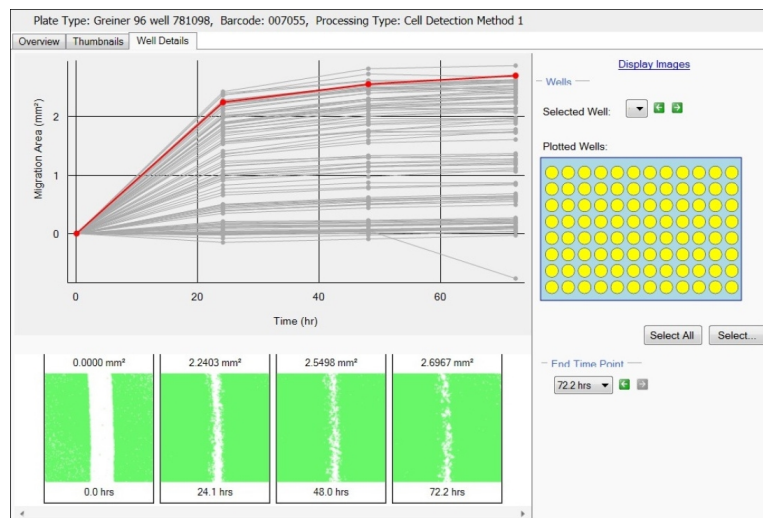 Plate Type: Greiner 96 well 781098, Barcode: 007055, Processing Type: Cell Detection Method 1
Overview Thumbnails Well Details
Display Images
Wells
Selected Well:
Plotted Wells:
Migration Area (mm²)
2
1
0
0 20 40 60
Time (hr)
Select All Select...
0.0000 mm² 2.2403 mm² 2.5498 mm² 2.6967 mm²
End Time Point
72.2 hrs
0.0 hrs 24.1 hrs 48.0 hrs 72.2 hrs